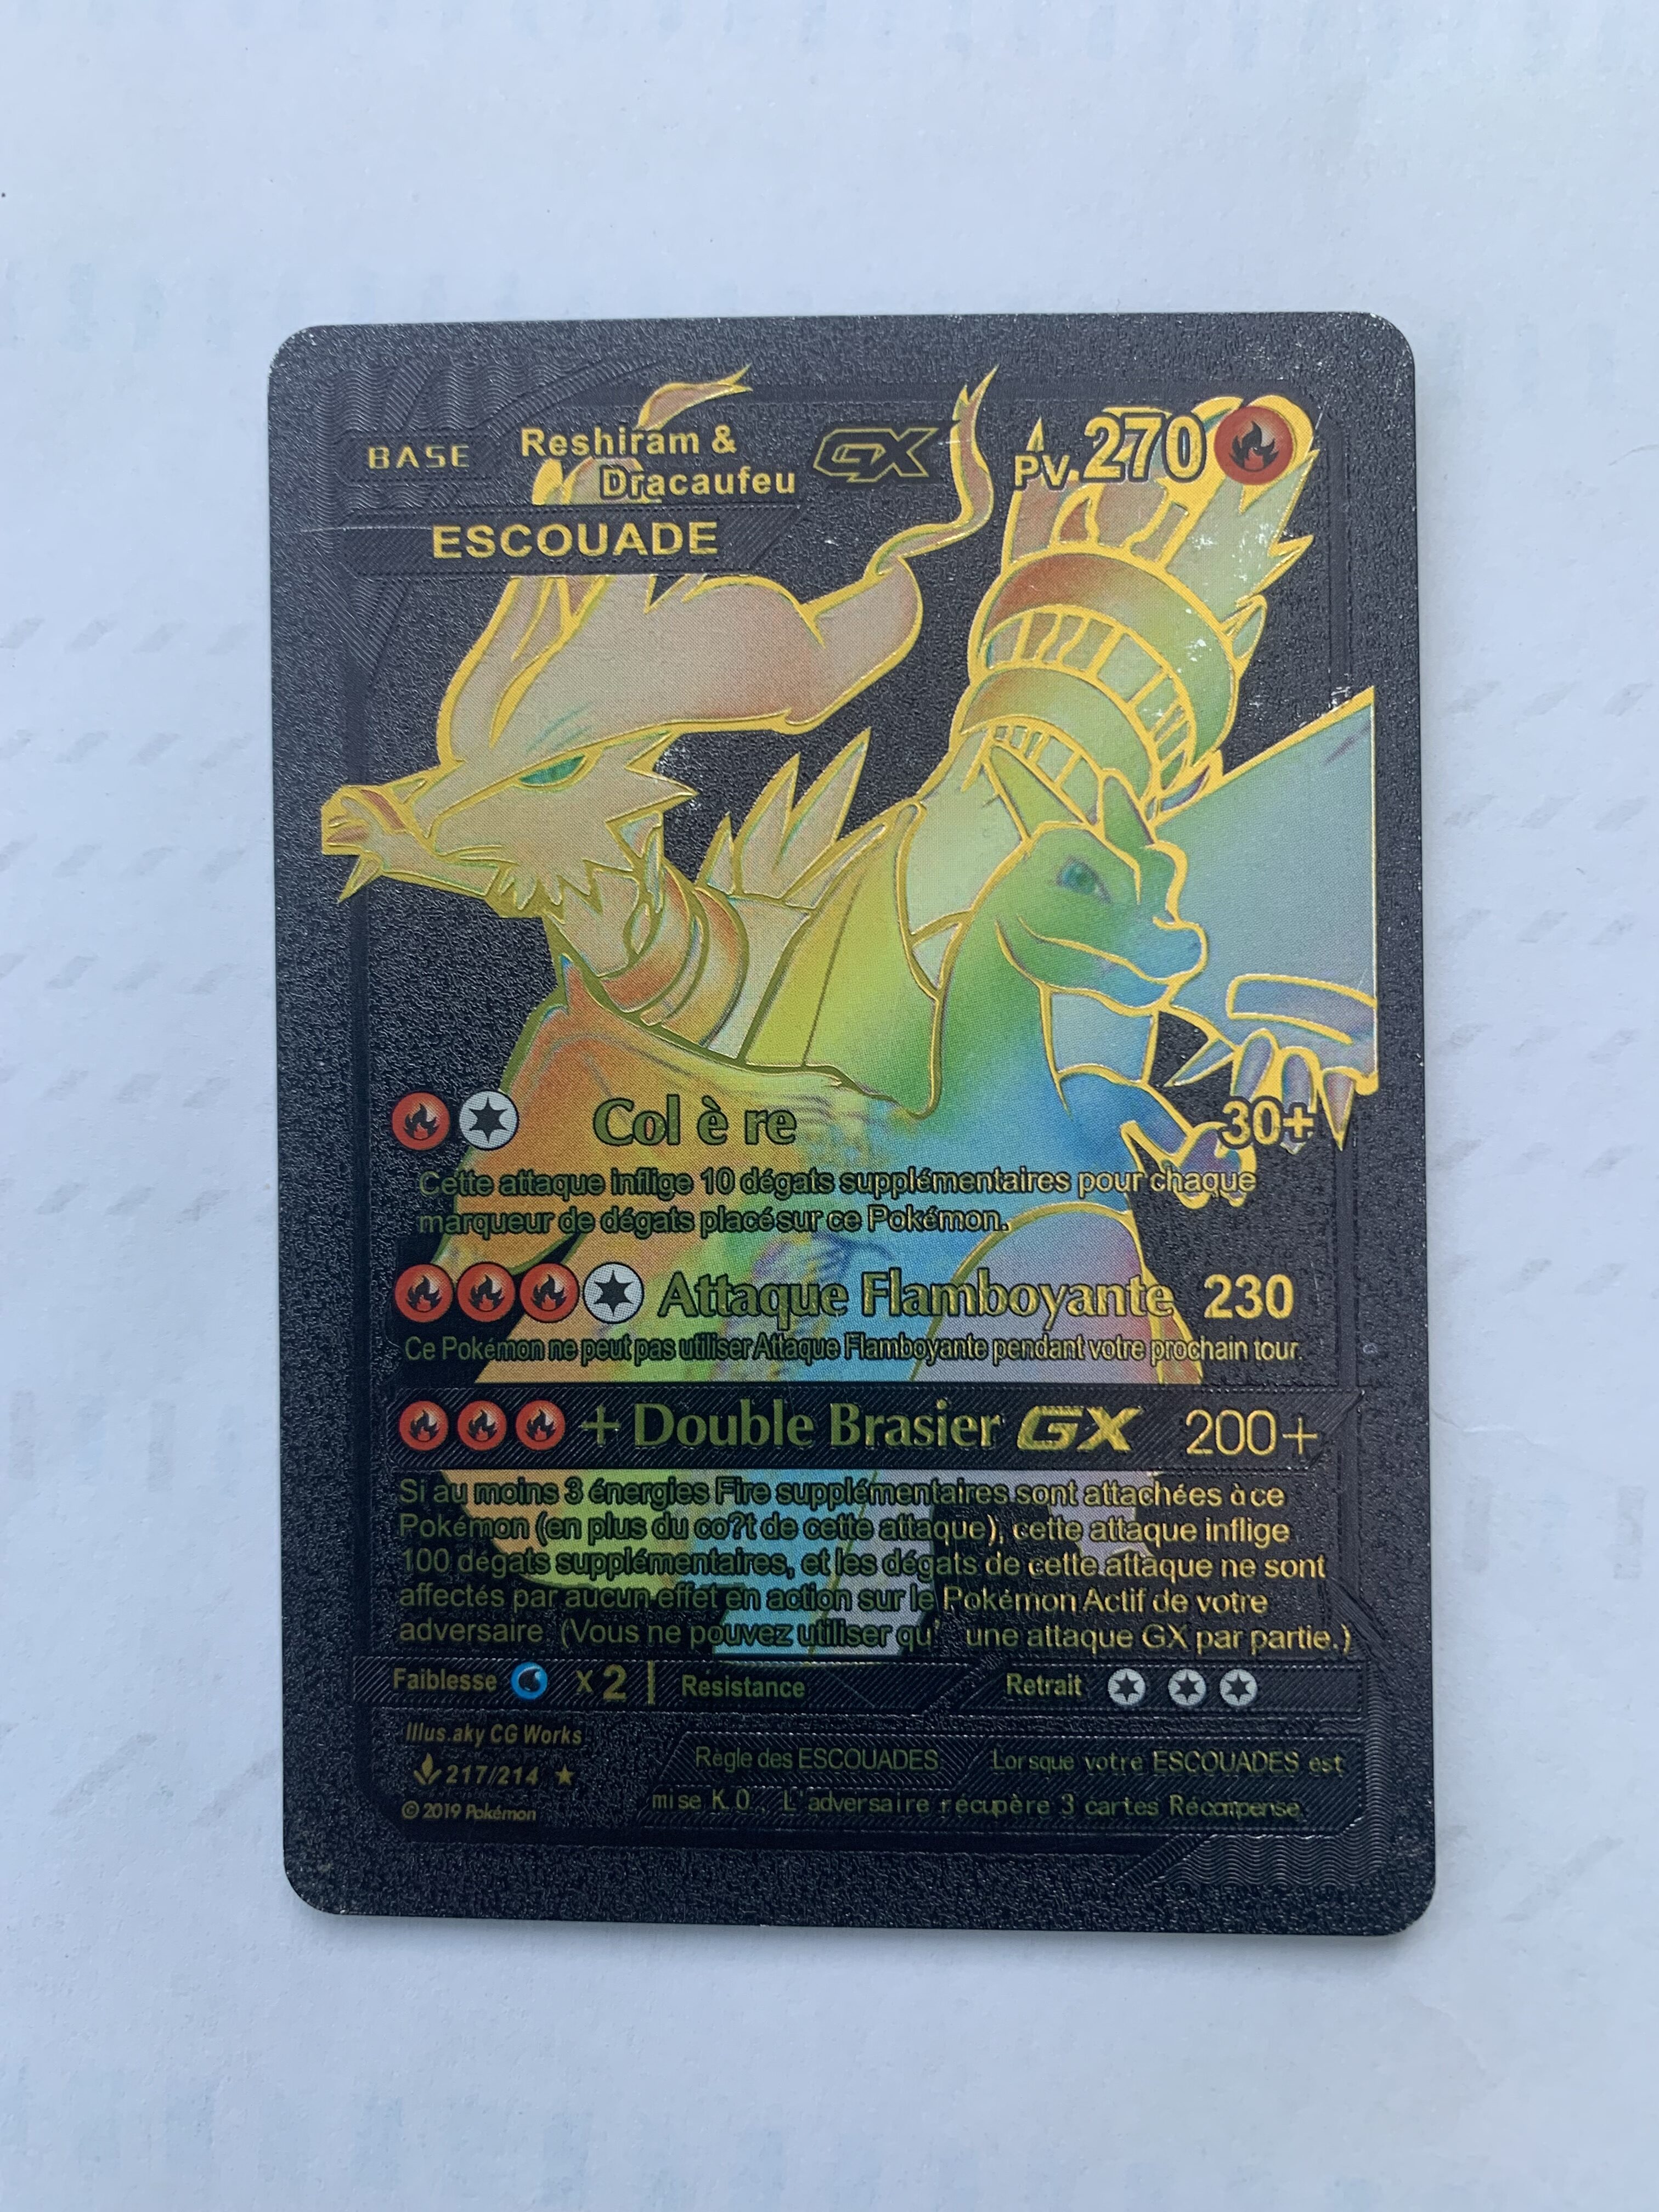 BASE Reshiram & Dracaufeu GX PV 270
ESCOUADE
Col è re 30+
Cette attaque inflige 10 dégats supplémentaires pour chaque
marqueur de dégats placé sur ce Pokémon.
Attaque Flamboyante 230
Ce Pokémon ne peut pas utiliser Attaque Flamboyante pendant votre prochain tour.
+ Double Brasier GX 200+
Si au moins 3 énergies Fire supplémentaires sont attachées à ce
Pokémon (en plus du co?t de cette attaque), cette attaque inflige
100 dégats supplémentaires, et les dégats de cette attaque ne sont
affectés par aucun effet en action sur le Pokémon Actif de votre
adversaire (Vous ne pouvez utiliser qu' une attaque GX par partie.)
Faiblesse x2 Resistance Retrait
Illus.aky CG Works
217/214 ★
© 2019 Pokémon
Règle des ESCOUADES Lorsque votre ESCOUADES est
mise K.O. L'adversaire récupère 3 cartes Récompense.